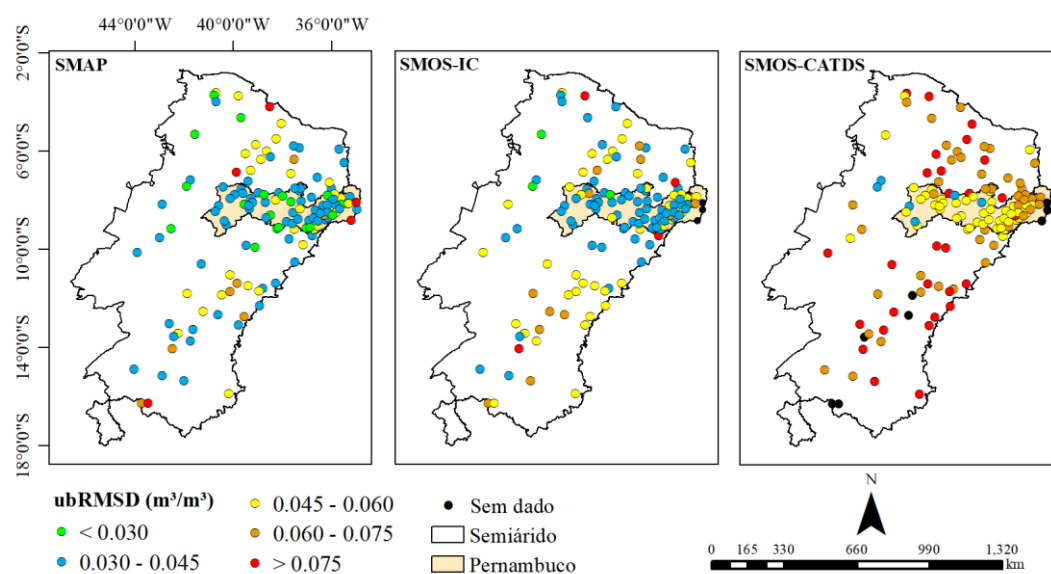 44°0'0"W 40°0'0"W 36°0'0"W
2°0'0"S
6°0'0"S
10°0'0"S
14°0'0"S
18°0'0"S
SMAP
SMOS-IC
SMOS-CATDS
ubRMSD (m³/m³)
< 0.030
0.030 - 0.045
0.045 - 0.060
0.060 - 0.075
> 0.075
Sem dado
Semiárido
Pernambuco
N
0 165 330 660 990 1,320
km